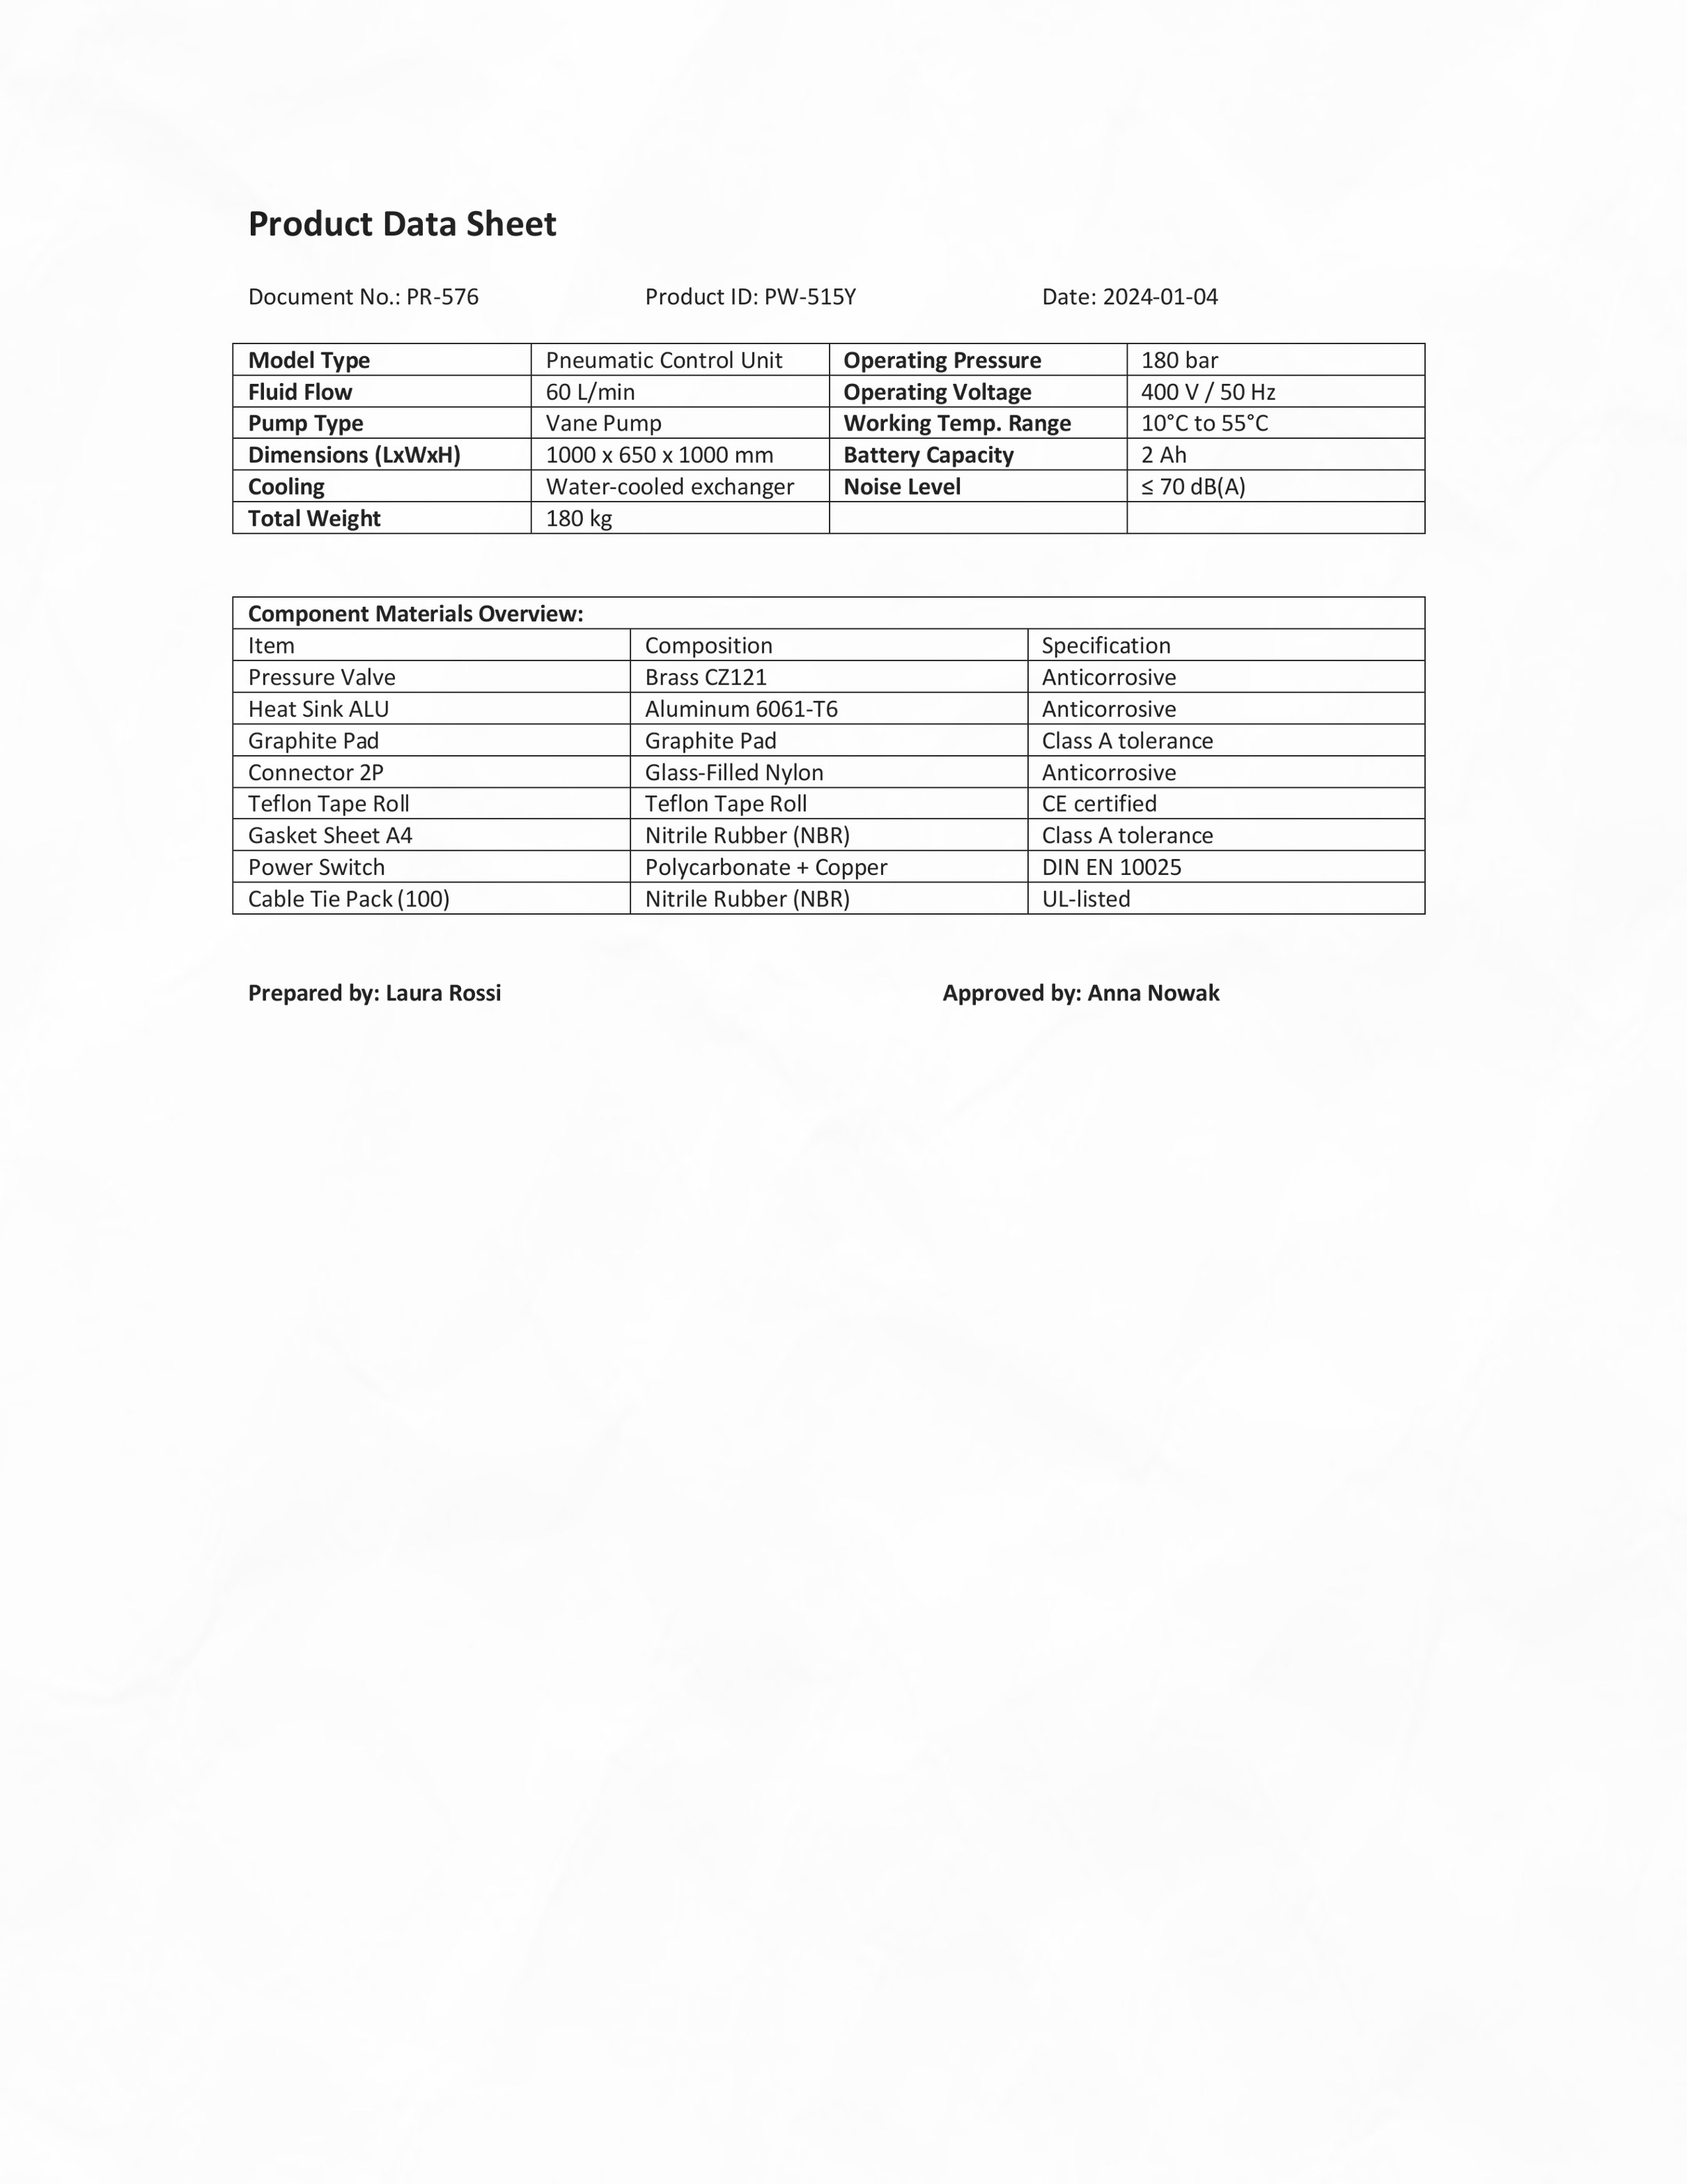 Product Data Sheet
Document No.: PR-576 Product ID: PW-515Y Date: 2024-01-04
Model Type Pneumatic Control Unit Operating Pressure 180 bar
Fluid Flow 60 L/min Operating Voltage 400 V / 50 Hz
Pump Type Vane Pump Working Temp. Range 10°C to 55°C
Dimensions (LxWxH) 1000 x 650 x 1000 mm Battery Capacity 2 Ah
Cooling Water-cooled exchanger Noise Level ≤ 70 dB(A)
Total Weight 180 kg
Component Materials Overview:
Item Composition Specification
Pressure Valve Brass CZ121 Anticorrosive
Heat Sink ALU Aluminum 6061-T6 Anticorrosive
Graphite Pad Graphite Pad Class A tolerance
Connector 2P Glass-Filled Nylon Anticorrosive
Teflon Tape Roll Teflon Tape Roll CE certified
Gasket Sheet A4 Nitrile Rubber (NBR) Class A tolerance
Power Switch Polycarbonate + Copper DIN EN 10025
Cable Tie Pack (100) Nitrile Rubber (NBR) UL-listed
Prepared by: Laura Rossi Approved by: Anna Nowak